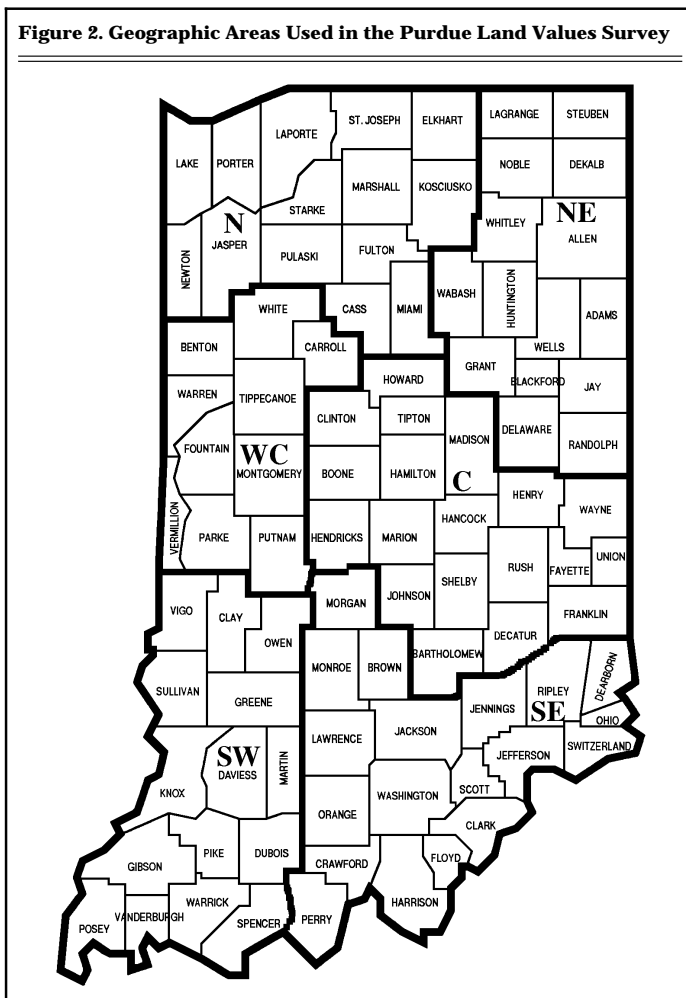 Figure 2. Geographic Areas Used in the Purdue Land Values Survey
LAGRANGE
STEUBEN
ST. JOSEPH
ELKHART
LAPORTE
LAKE
PORTER
NOBLE
DEKALB
MARSHALL
KOSCIUSKO
STARKE
N
JASPER
WHITLEY
NE
ALLEN
NEWTON
PULASKI
FULTON
WABASH
HUNTINGTON
WHITE
CASS
MIAMI
ADAMS
BENTON
CARROLL
WELLS
GRANT
BLACKFORD
JAY
HOWARD
WARREN
TIPPECANOE
CLINTON
TIPTON
MADISON
DELAWARE
RANDOLPH
FOUNTAIN
WC
MONTGOMERY
BOONE
HAMILTON
C
HENRY
WAYNE
VERMILLION
PARKE
PUTNAM
HENDRICKS
MARION
HANCOCK
RUSH
FAYETTE
UNION
SHELBY
JOHNSON
MORGAN
FRANKLIN
VIGO
CLAY
OWEN
DECATUR
MONROE
BROWN
BARTHOLOMEW
DEARBORN
SULLIVAN
GREENE
RIPLEY
SE
JENNINGS
OHIO
SWITZERLAND
LAWRENCE
JACKSON
JEFFERSON
SW
DAVIESS
MARTIN
KNOX
WASHINGTON
SCOTT
ORANGE
CLARK
PIKE
DUBOIS
FLOYD
GIBSON
CRAWFORD
HARRISON
WARRICK
VANDERBURGH
POSEY
SPENCER
PERRY